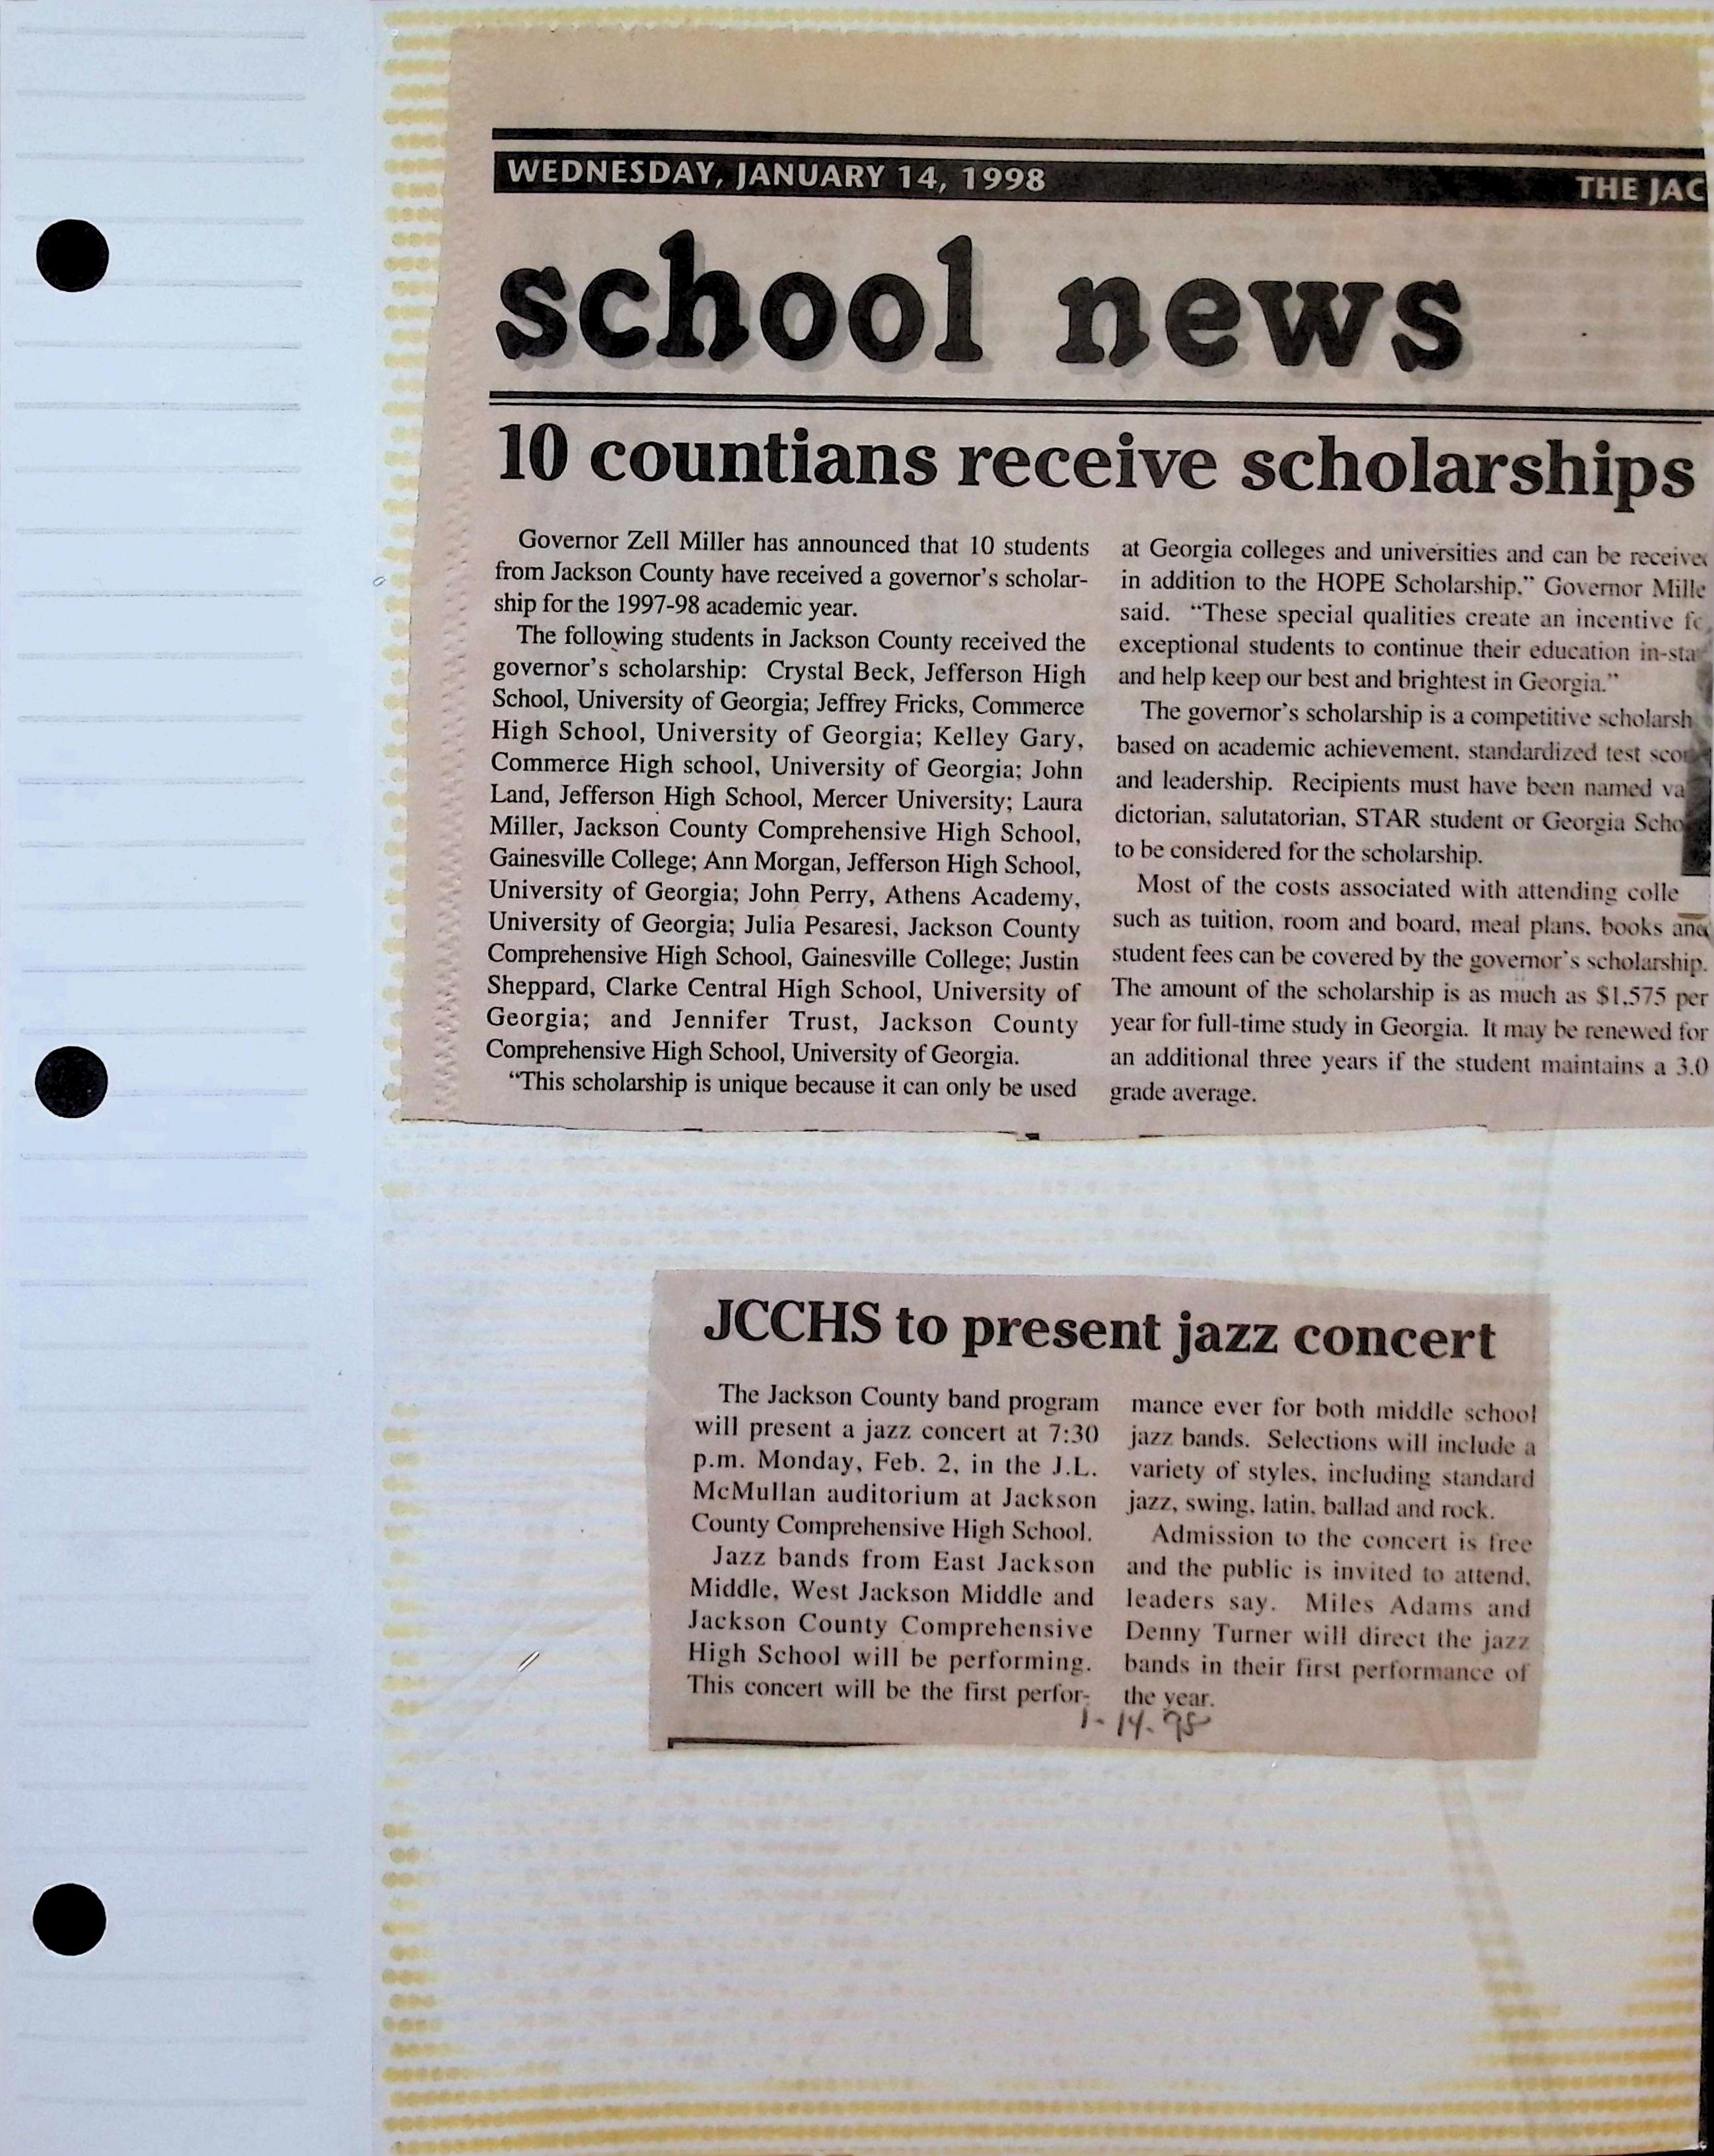 WEDNESDAY, JANUARY 14, 1998
THE JAC
school news
10 countians receive scholarships
Governor Zell Miller has announced that 10 students
from Jackson County have received a governor's scholar-
ship for the 1997-98 academic year.
The following students in Jackson County received the
governor's scholarship: Crystal Beck, Jefferson High
School, University of Georgia; Jeffrey Fricks, Commerce
High School, University of Georgia; Kelley Gary,
Commerce High school, University of Georgia; John
Land, Jefferson High School, Mercer University; Laura
Miller, Jackson County Comprehensive High School,
Gainesville College; Ann Morgan, Jefferson High School,
University of Georgia; John Perry, Athens Academy,
University of Georgia; Julia Pesaresi, Jackson County
Comprehensive High School, Gainesville College; Justin
Sheppard, Clarke Central High School, University of
Georgia; and Jennifer Trust, Jackson County
Comprehensive High School, University of Georgia.
"This scholarship is unique because it can only be used
at Georgia colleges and universities and can be received
in addition to the HOPE Scholarship," Governor Mille
said. "These special qualities create an incentive fo
exceptional students to continue their education in-sta
and help keep our best and brightest in Georgia."
The governor's scholarship is a competitive scholarsh
based on academic achievement, standardized test scor
and leadership. Recipients must have been named va
dictorian, salutatorian, STAR student or Georgia Scho
to be considered for the scholarship.
Most of the costs associated with attending colle
such as tuition, room and board, meal plans, books and
student fees can be covered by the governor's scholarship.
The amount of the scholarship is as much as $1,575 per
year for full-time study in Georgia. It may be renewed for
an additional three years if the student maintains a 3.0
grade average.
JCCHS to present jazz concert
The Jackson County band program
will present a jazz concert at 7:30
p.m. Monday, Feb. 2, in the J.L.
McMullan auditorium at Jackson
County Comprehensive High School.
Jazz bands from East Jackson
Middle, West Jackson Middle and
Jackson County Comprehensive
High School will be performing.
This concert will be the first perfor-
mance ever for both middle school
jazz bands. Selections will include a
variety of styles, including standard
jazz, swing, latin, ballad and rock.
Admission to the concert is free
and the public is invited to attend,
leaders say. Miles Adams and
Denny Turner will direct the jazz
bands in their first performance of
the year.
1-14-98